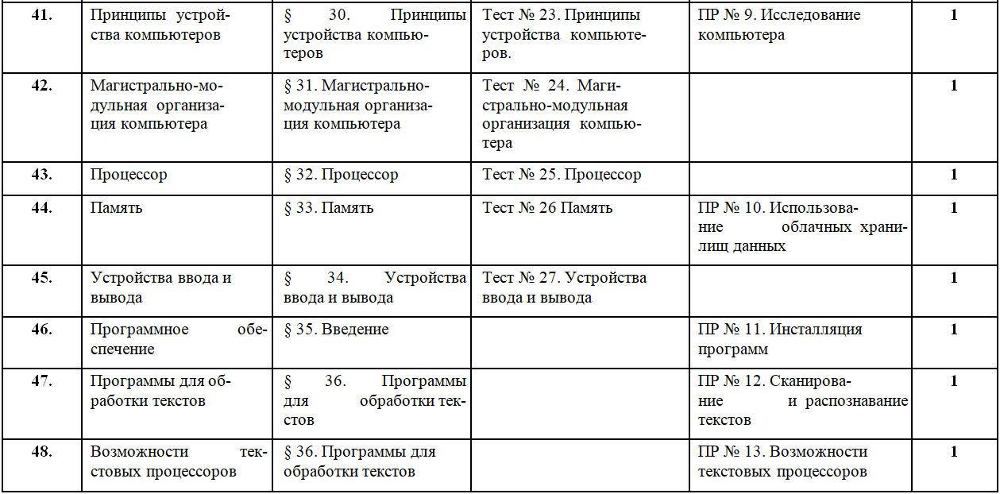 41.
Принципы устрой-
ства компьютеров
§ 30. Принципы
устройства компью-
теров
Тест № 23. Принципы
устройства компьюте-
ров.
ПР № 9. Исследование
компьютера
1
42.
Магистрально-мо-
дульная организа-
ция компьютера
§ 31. Магистрально-
модульная организа-
ция компьютера
Тест № 24. Маги-
стрально-модульная
организация компью-
тера
1
43.
Процессор
§ 32. Процессор
Тест № 25. Процессор
1
44.
Память
§ 33. Память
Тест № 26 Память
ПР № 10. Использова-
ние облачных храни-
лищ данных
1
45.
Устройства ввода и
вывода
§ 34. Устройства
ввода и вывода
Тест № 27. Устройства
ввода и вывода
1
46.
Программное обе-
спечение
§ 35. Введение
ПР № 11. Инсталляция
программ
1
47.
Программы для об-
работки текстов
§ 36. Программы
для обработки тек-
стов
ПР № 12. Сканирова-
ние и распознавание
текстов
1
48.
Возможности тек-
стовых процессоров
§ 36. Программы для
обработки текстов
ПР № 13. Возможности
текстовых процессоров
1